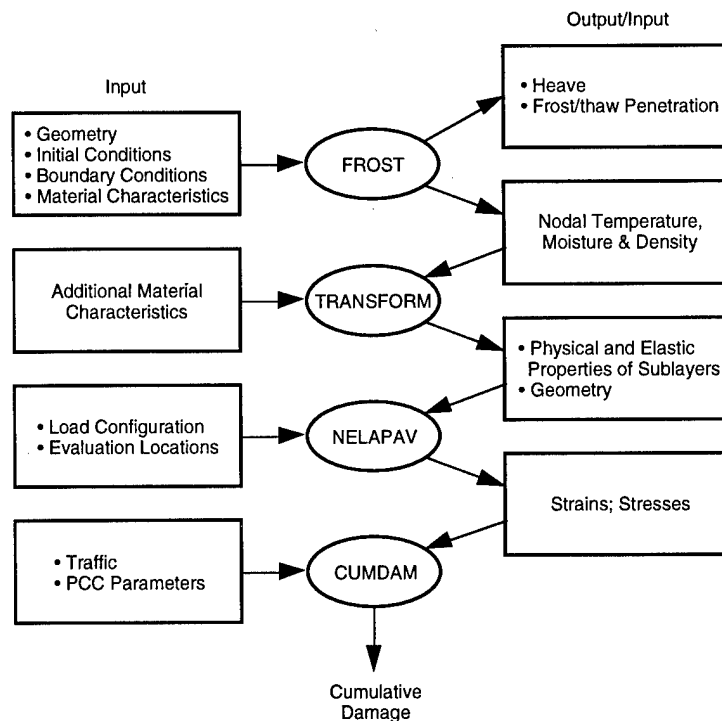 Output/Input
Input
• Heave
• Frost/thaw Penetration
• Geometry
• Initial Conditions
• Boundary Conditions
• Material Characteristics
FROST
Nodal Temperature,
Moisture & Density
Additional Material
Characteristics
TRANSFORM
• Physical and Elastic
Properties of Sublayers
• Geometry
• Load Configuration
• Evaluation Locations
NELAPAV
Strains; Stresses
• Traffic
• PCC Parameters
CUMDAM
Cumulative
Damage